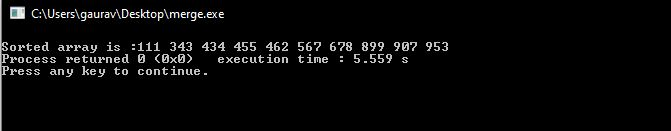 C:\Users\gaurav\Desktop\merge.exe
Sorted array is :111 343 434 455 462 567 678 899 907 953
Process returned 0 (0x0)   execution time : 5.559 s
Press any key to continue.